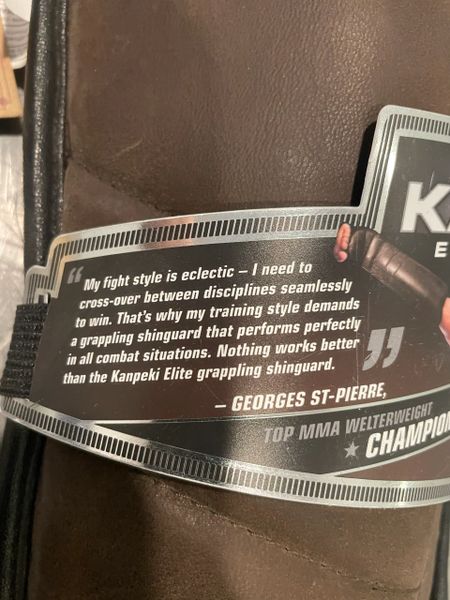 “
My fight style is eclectic – I need to
cross-over between disciplines seamlessly
to win. That's why my training style demands
a grappling shinguard that performs perfectly
in all combat situations. Nothing works better
than the Kanpeki Elite grappling shinguard.
”
– GEORGES ST-PIERRE,
TOP MMA WELTERWEIGHT
CHAMPION